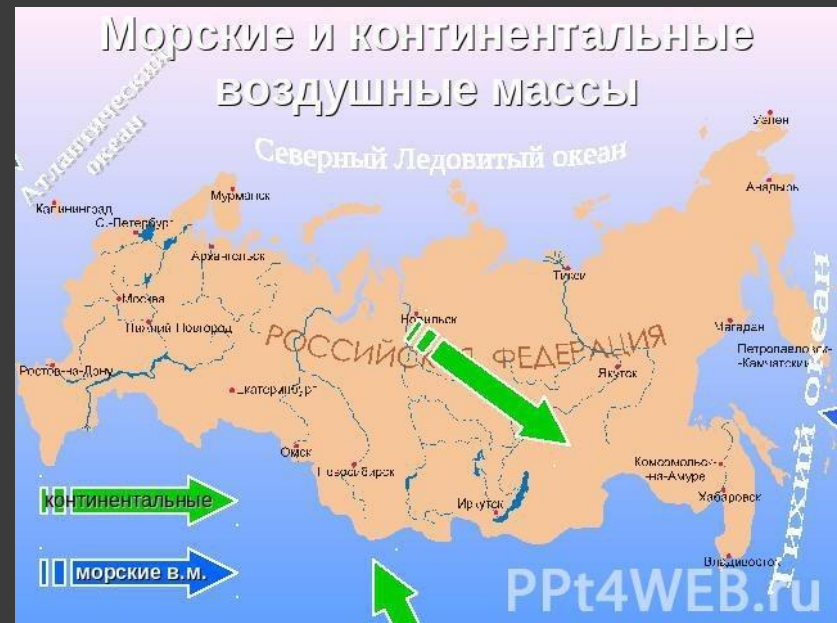 Морские и континентальные
воздушные массы
Атлантический
океан
Северный Ледовитый океан
Уэлен
Анадырь
Мурманск
Калининград
С.-Петербург
Архангельск
Тикси
Москва
Норильск
Нижний Новгород
РОССИЙСКАЯ ФЕДЕРАЦИЯ
Магадан
Петропавловск-
-Камчатский
Ростов-на-Дону
Якутск
Екатеринбург
Тихий океан
Омск
Новосибирск
Комсомольск-
-на-Амуре
Иркутск
Хабаровск
континентальные
Владивосток
морские в.м.
PPt4WEB.ru